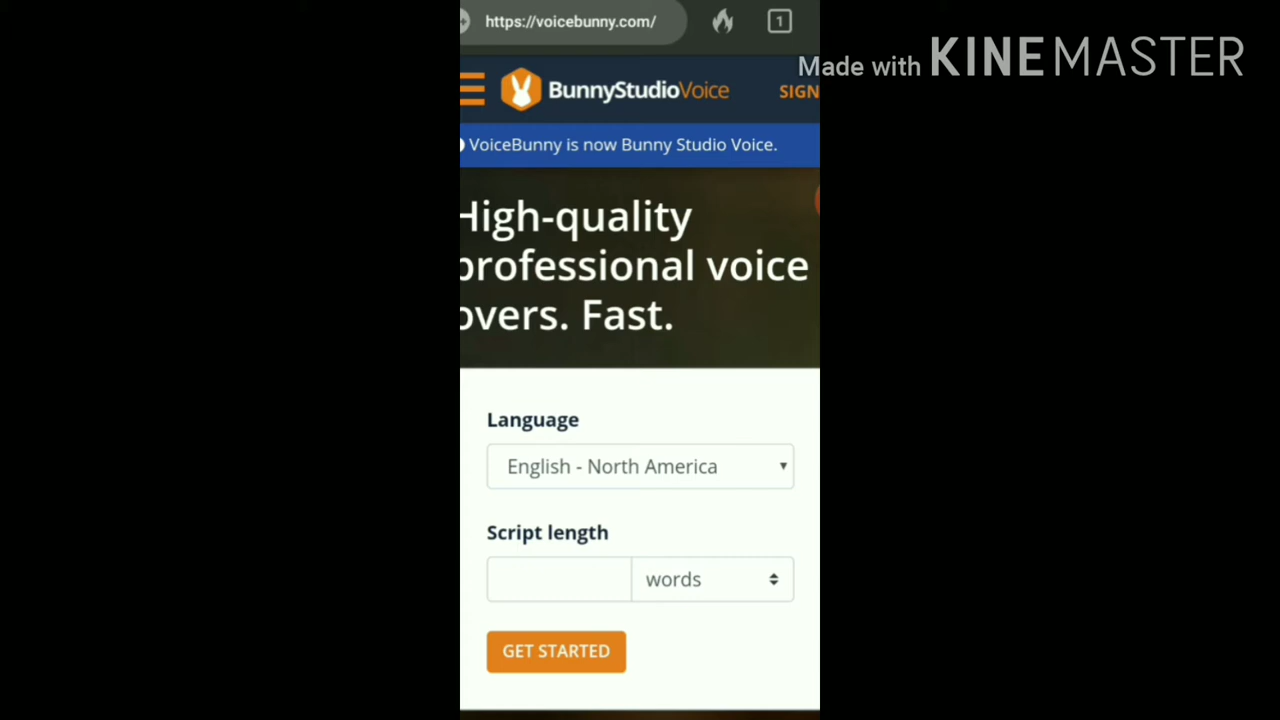 https://voicebunny.com/
1
Made with KINEMASTER
BunnyStudioVoice
SIGN
VoiceBunny is now Bunny Studio Voice.
High-quality
professional voice
overs. Fast.
Language
English - North America
Script length
words
GET STARTED